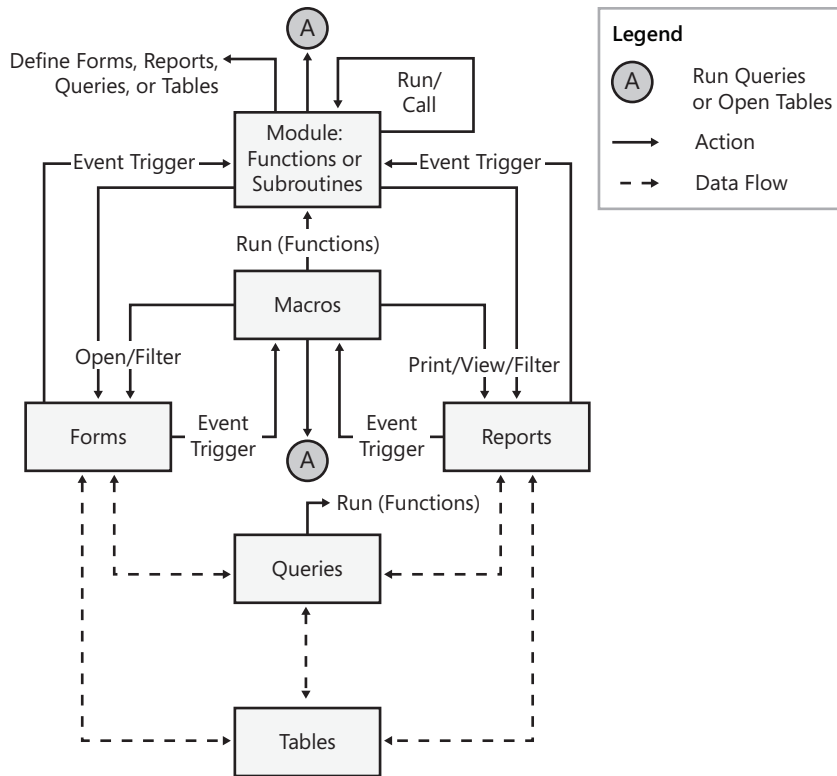 A
Define Forms, Reports,
Queries, or Tables
Run/
Call
Module:
Functions or
Subroutines
Event Trigger
Event Trigger
Run (Functions)
Macros
Open/Filter
Print/View/Filter
Forms
Event
Trigger
A
Event
Trigger
Reports
Run (Functions)
Queries
Tables
Legend
A
Run Queries
or Open Tables
Action
Data Flow